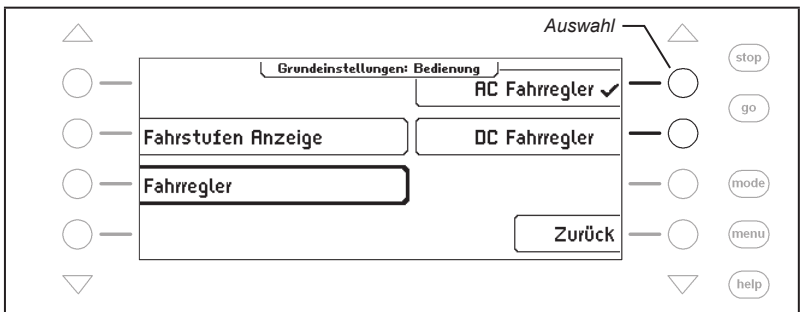 Auswahl
stop
Grundeinstellungen: Bedienung
AC Fahrregler ✓
go
Fahrstufen Anzeige
DC Fahrregler
Fahrregler
mode
Zurück
menu
help